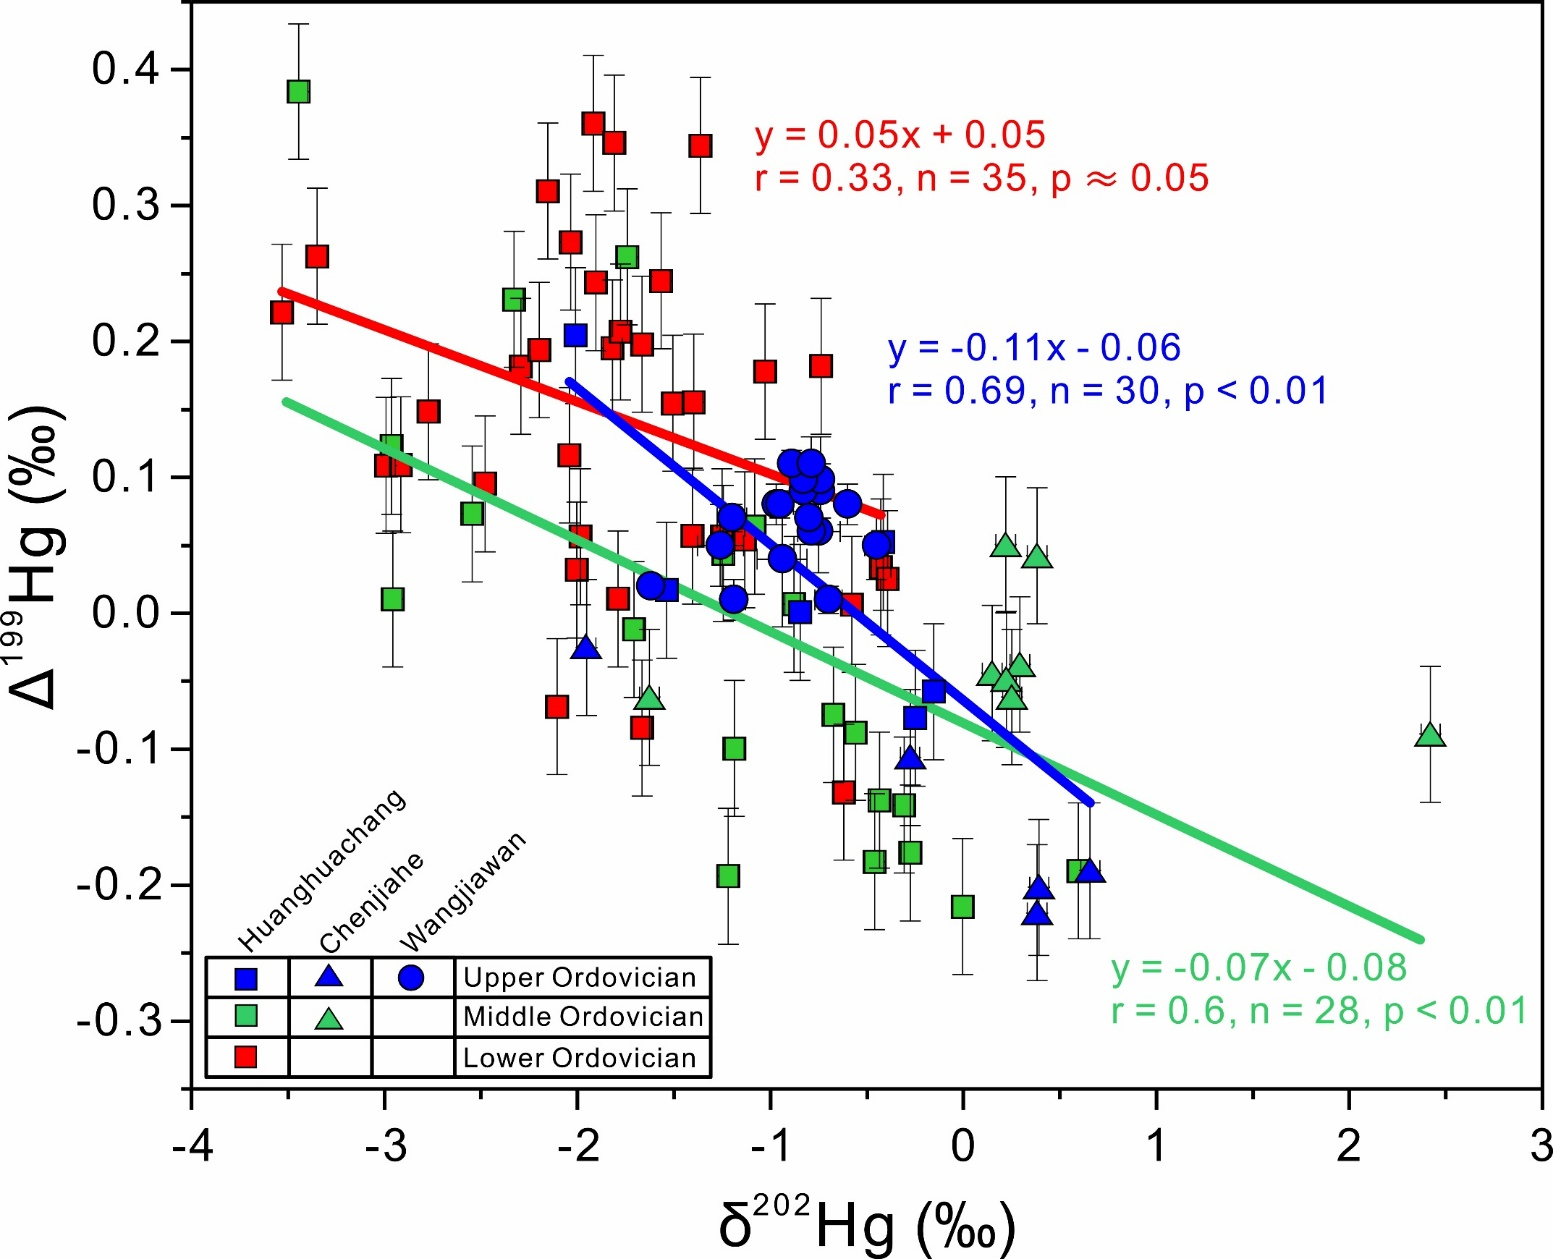 0.4
0.3
0.2
0.1
0.0
-0.1
-0.2
-0.3
Δ¹⁹⁹Hg (‰)
y = 0.05x + 0.05
r = 0.33, n = 35, p ≈ 0.05
y = -0.11x - 0.06
r = 0.69, n = 30, p < 0.01
y = -0.07x - 0.08
r = 0.6, n = 28, p < 0.01
Huanghuachang
Chenjiahe
Wangjiawan
Upper Ordovician
Middle Ordovician
Lower Ordovician
-4 -3 -2 -1 0 1 2 3
δ²⁰²Hg (‰)